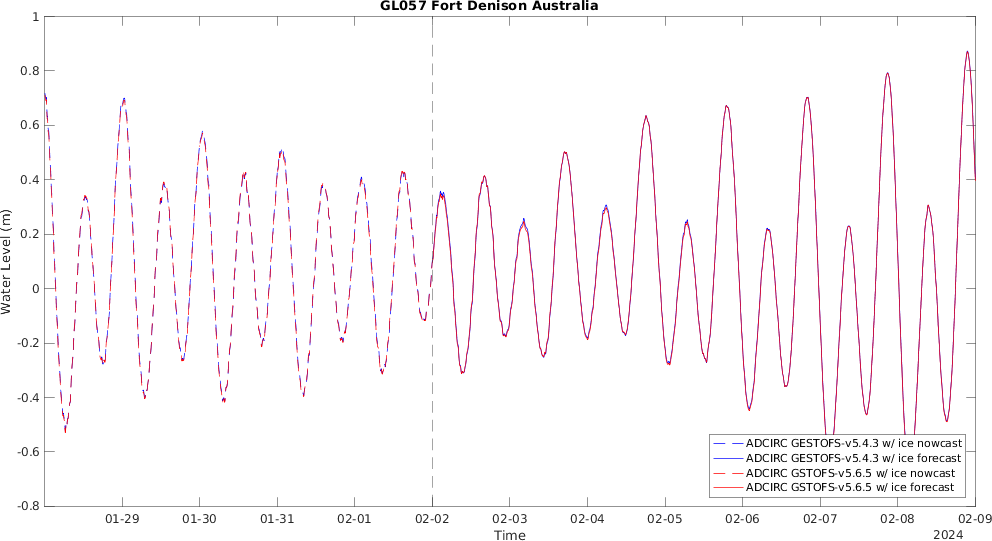 GL057 Fort Denison Australia
1
0.8
0.6
0.4
0.2
0
-0.2
-0.4
-0.6
-0.8
Water Level (m)
ADCIRC GESTOFS-v5.4.3 w/ ice nowcast
ADCIRC GESTOFS-v5.4.3 w/ ice forecast
ADCIRC GSTOFS-v5.6.5 w/ ice nowcast
ADCIRC GSTOFS-v5.6.5 w/ ice forecast
01-29 01-30 01-31 02-01 02-02 02-03 02-04 02-05 02-06 02-07 02-08 02-09
Time
2024